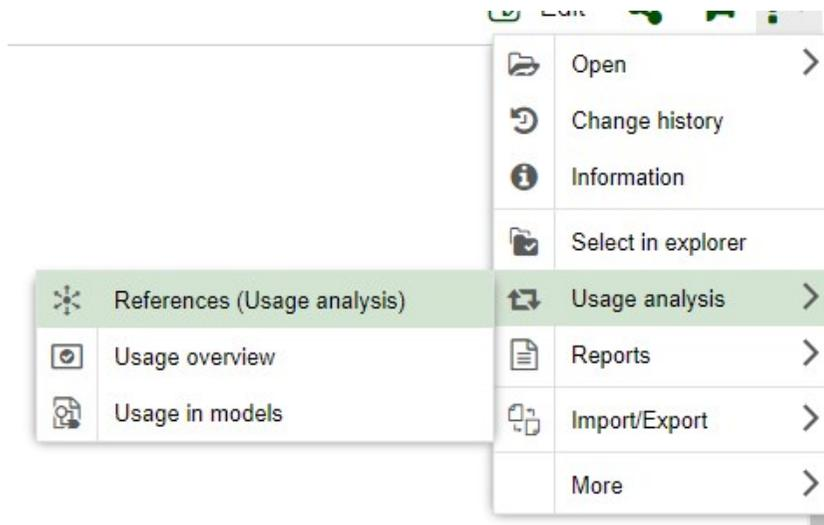 Edit
Open
Change history
Information
Select in explorer
References (Usage analysis)
Usage analysis
Usage overview
Reports
Usage in models
Import/Export
More